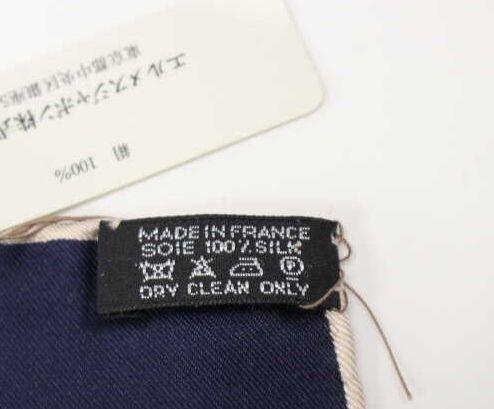 エルメスジャポン株式
東京都中央区銀座
絹 100%
MADE IN FRANCE
SOIE 100% SILK
P
DRY CLEAN ONLY